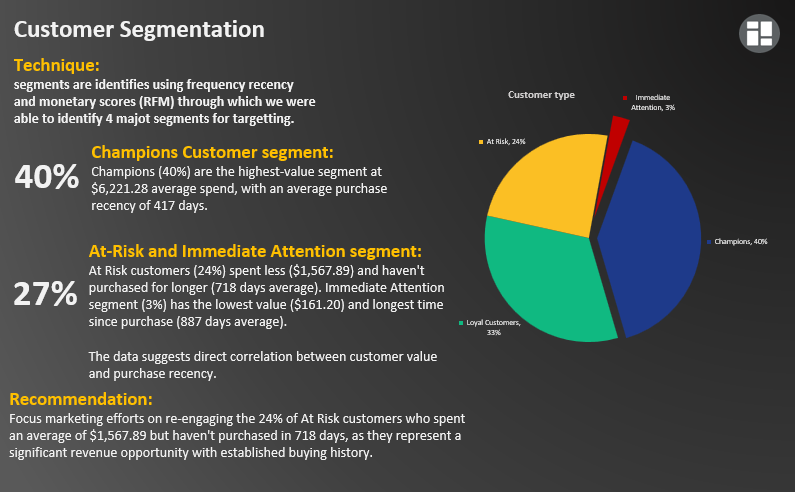 Customer Segmentation
Technique:
segments are identifies using frequency recency
and monetary scores (RFM) through which we were
able to identify 4 majot segments for targetting.
40%
Champions Customer segment:
Champions (40%) are the highest-value segment at
$6,221.28 average spend, with an average purchase
recency of 417 days.
27%
At-Risk and Immediate Attention segment:
At Risk customers (24%) spent less ($1,567.89) and haven't
purchased for longer (718 days average). Immediate Attention
segment (3%) has the lowest value ($161.20) and longest time
since purchase (887 days average).
The data suggests direct correlation between customer value
and purchase recency.
Recommendation:
Focus marketing efforts on re-engaging the 24% of At Risk customers who spent
an average of $1,567.89 but haven't purchased in 718 days, as they represent a
significant revenue opportunity with established buying history.
Customer type
Immediate
Attention, 3%
At Risk, 24%
Champions, 40%
Loyal Customers,
33%